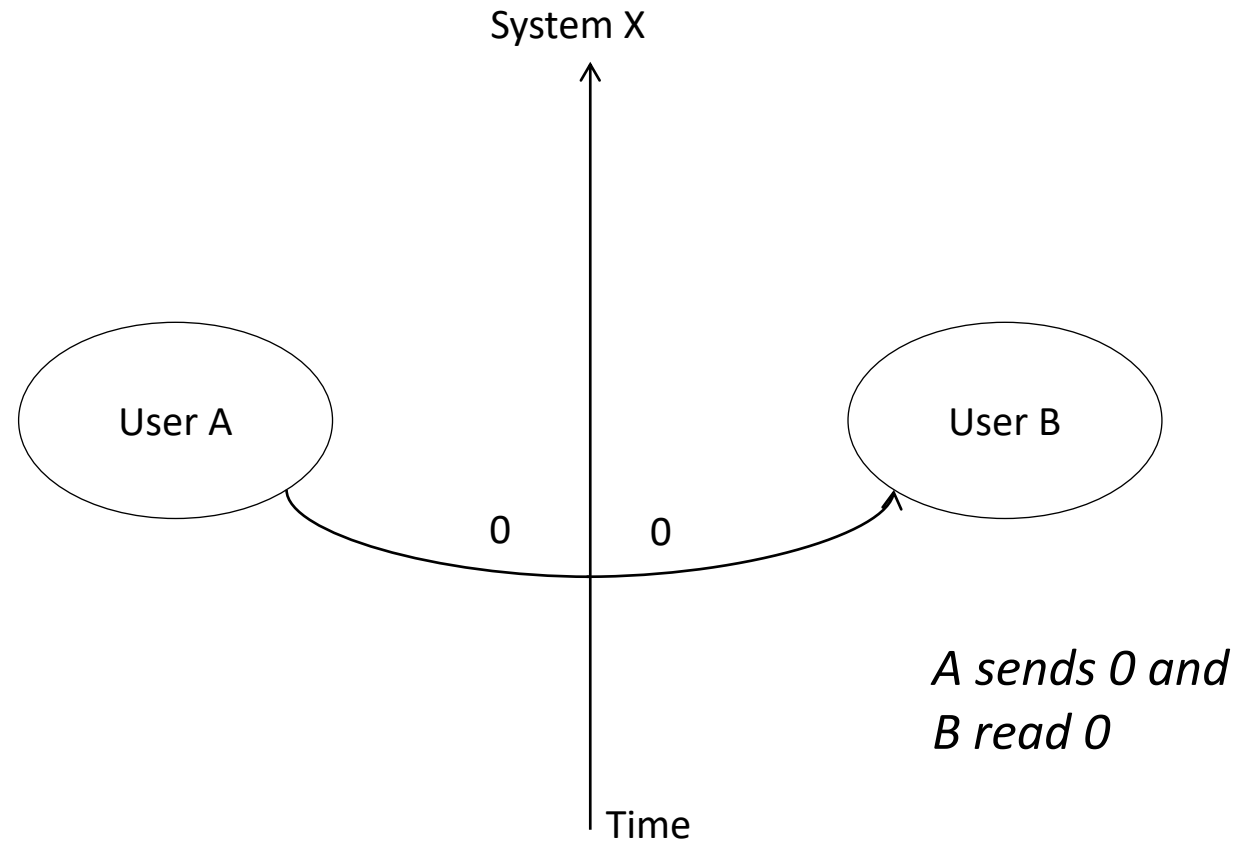 System X
User A
User B
0
0
A sends 0 and
B read 0
Time